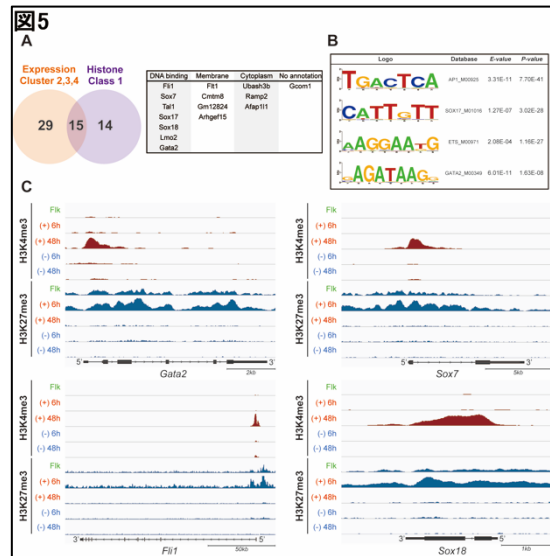 図5
A
Expression
Cluster 2,3,4
Histone
Class 1
29
15
14
DNA binding Membrane Cytoplasm No annotation
Fli1 Flt1 Ubash3b Gcom1
Sox7 Cmtm8 Ramp2
Tal1 Gm12824 Afap1l1
Sox17 Arhgef15
Sox18
Lmo2
Gata2
B
Logo Database E-value P-value
TGACTCA AP1_M00925 3.31E-11 7.70E-41
CATTGTT SOX17_M01016 1.27E-07 3.02E-28
AAGGAATG ETS_M00971 2.08E-04 1.16E-27
AGATAAG GATA2_M00349 6.01E-11 1.63E-08
C
H3K4me3
Flk
(+) 6h
(+) 48h
(-) 6h
(-) 48h
H3K27me3
Flk
(+) 6h
(+) 48h
(-) 6h
(-) 48h
5' 3'
Gata2 2kb
H3K4me3
Flk
(+) 6h
(+) 48h
(-) 6h
(-) 48h
H3K27me3
Flk
(+) 6h
(+) 48h
(-) 6h
(-) 48h
5' 3'
Sox7 5kb
H3K4me3
Flk
(+) 6h
(+) 48h
(-) 6h
(-) 48h
H3K27me3
Flk
(+) 6h
(+) 48h
(-) 6h
(-) 48h
3' 5'
Fli1 50kb
H3K4me3
Flk
(+) 6h
(+) 48h
(-) 6h
(-) 48h
H3K27me3
Flk
(+) 6h
(+) 48h
(-) 6h
(-) 48h
3' 5'
Sox18 1kb